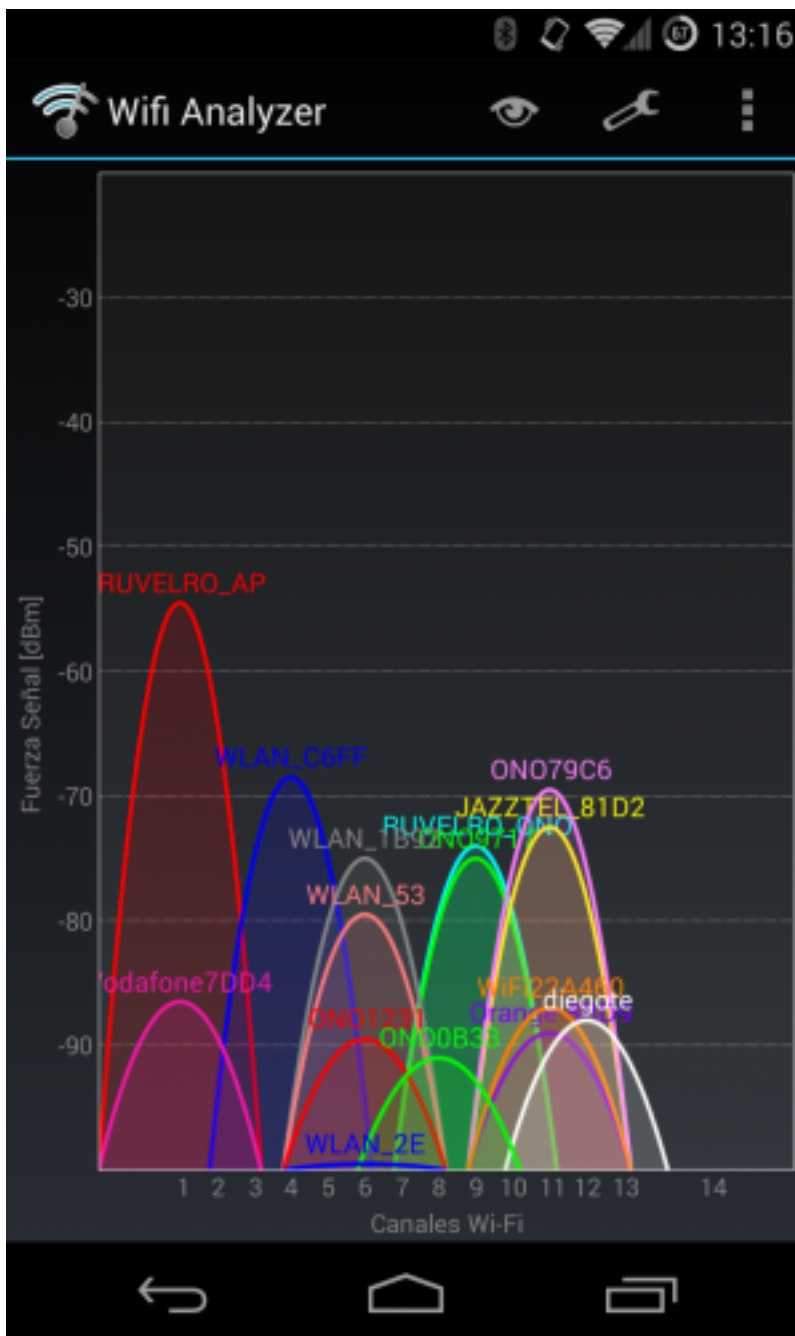 67 13:16
Wifi Analyzer
-30
-40
-50
RUVELRO_AP
-60
WLAN_C6FF
ONO79C6
-70
JAZZTEL_81D2
RUVELRO_ONO
WLAN_1B92
WLAN_53
-80
odafone7DD4
WiFi22A460
diegote
ONO1231
ONO0B33
-90
WLAN_2E
Fuerza Señal [dBm]
1 2 3 4 5 6 7 8 9 10 11 12 13 14
Canales Wi-Fi